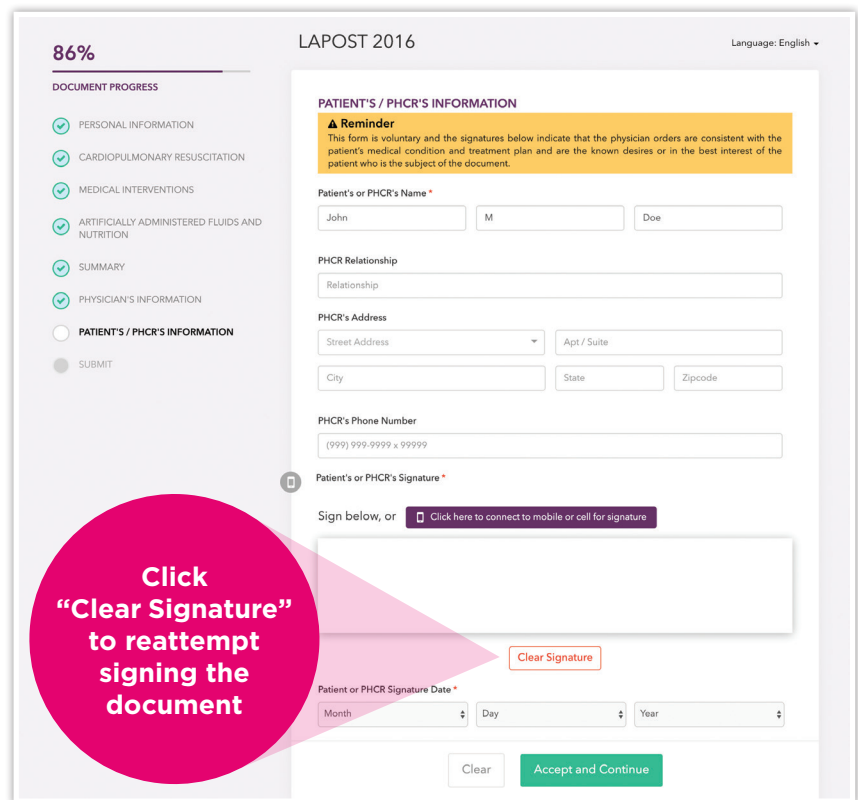 86%
DOCUMENT PROGRESS
PERSONAL INFORMATION
CARDIOPULMONARY RESUSCITATION
MEDICAL INTERVENTIONS
ARTIFICIALLY ADMINISTERED FLUIDS AND
NUTRITION
SUMMARY
PHYSICIAN'S INFORMATION
PATIENT'S / PHCR'S INFORMATION
SUBMIT
LAPOST 2016
Language: English
PATIENT'S / PHCR'S INFORMATION
Reminder
This form is voluntary and the signatures below indicate that the physician orders are consistent with the
patient's medical condition and treatment plan and are the known desires or in the best interest of the
patient who is the subject of the document.
Patient's or PHCR's Name *
John M Doe
PHCR Relationship
Relationship
PHCR's Address
Street Address Apt / Suite
City State Zipcode
PHCR's Phone Number
(999) 999-9999 x 99999
Patient's or PHCR's Signature *
Sign below, or Click here to connect to mobile or cell for signature
Clear Signature
Patient or PHCR Signature Date *
Month Day Year
Clear Accept and Continue
Click
“Clear Signature”
to reattempt
signing the
document